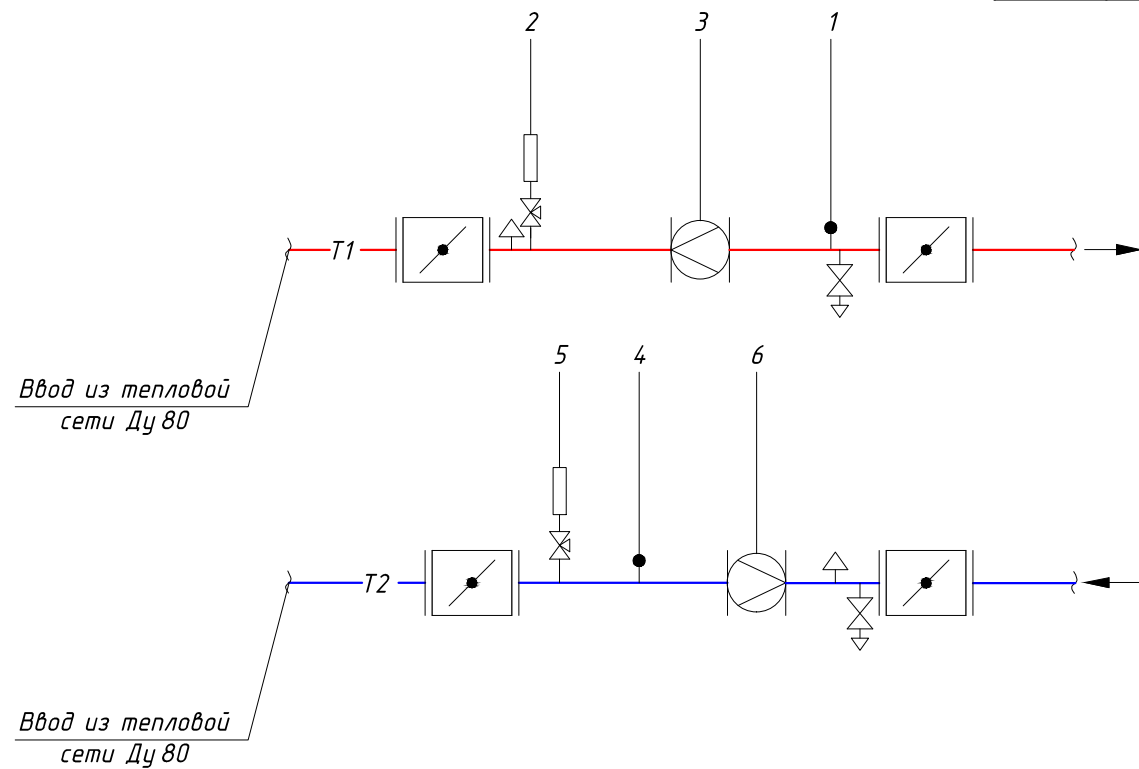 2 3 1
T1
Ввод из тепловой
сети Ду 80
5 4 6
T2
Ввод из тепловой
сети Ду 80